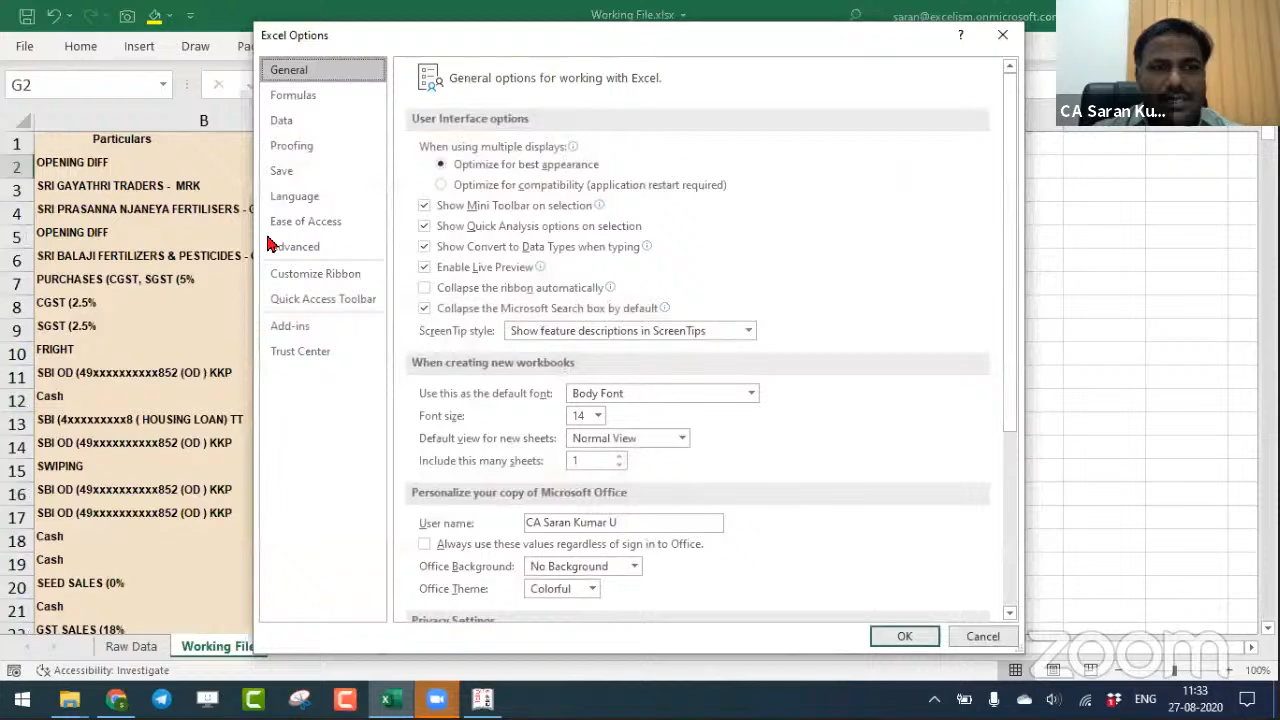 Working File.xlsx
saran@excelism.onmicrosoft.com
File
Home
Insert
Draw
Excel Options
?
G2
B
Particulars
1
2 OPENING DIFF
3 SRI GAYATHRI TRADERS - MRK
4 SRI PRASANNA NJANEYA FERTILISERS -
5 OPENING DIFF
6 SRI BALAJI FERTILIZERS & PESTICIDES -
7 PURCHASES (CGST, SGST (5%
8 CGST (2.5%
9 SGST (2.5%
10 FRIGHT
11 SBI OD (49xxxxxxxxxx852 (OD ) KKP
12 Cash
13 SBI (4xxxxxxxxx8 ( HOUSING LOAN) TT
14 SBI OD (49xxxxxxxxxx852 (OD ) KKP
15 SWIPING
16 SBI OD (49xxxxxxxxxx852 (OD ) KKP
17 SBI OD (49xxxxxxxxxx852 (OD ) KKP
18 Cash
19 Cash
20 SEED SALES (0%
21 Cash
GST SALES (18%
General
Formulas
Data
Proofing
Save
Language
Ease of Access
Advanced
Customize Ribbon
Quick Access Toolbar
Add-ins
Trust Center
General options for working with Excel.
User Interface options
When using multiple displays:
Optimize for best appearance
Optimize for compatibility (application restart required)
Show Mini Toolbar on selection
Show Quick Analysis options on selection
Show Convert to Data Types when typing
Enable Live Preview
Collapse the ribbon automatically
Collapse the Microsoft Search box by default
ScreenTip style: Show feature descriptions in ScreenTips
When creating new workbooks
Use this as the default font: Body Font
Font size: 14
Default view for new sheets: Normal View
Include this many sheets: 1
Personalize your copy of Microsoft Office
User name: CA Saran Kumar U
Always use these values regardless of sign in to Office.
Office Background: No Background
Office Theme: Colorful
Privacy Settings
OK Cancel
CA Saran Ku...
Raw Data
Working File
zoom
Accessibility: Investigate
100%
ENG
11:33
27-08-2020